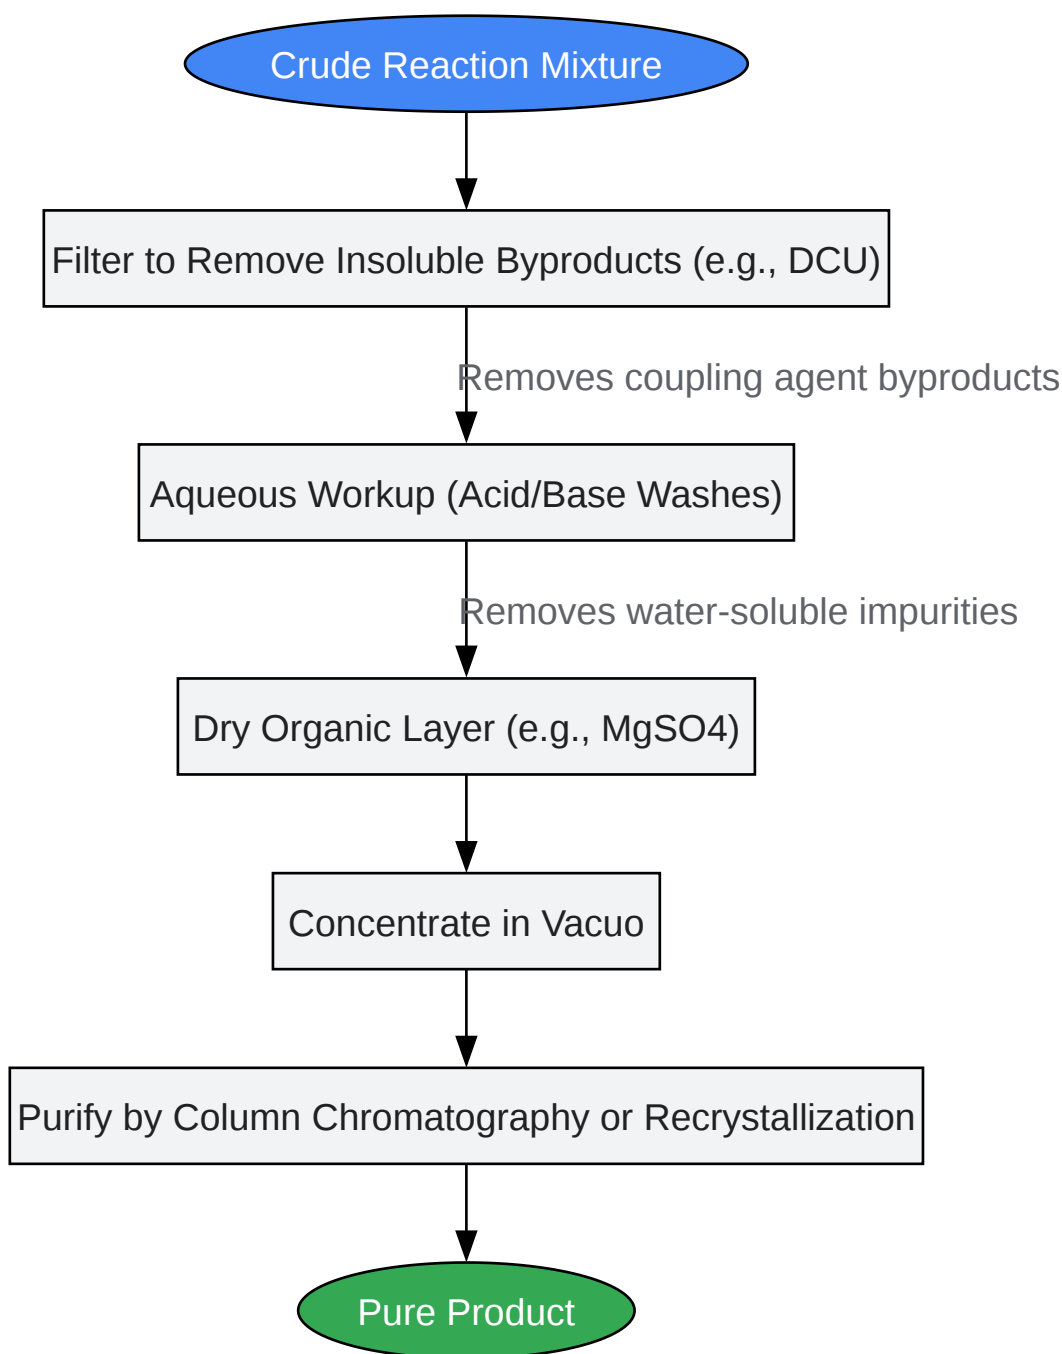 Crude Reaction Mixture
Filter to Remove Insoluble Byproducts (e.g., DCU)
Removes coupling agent byproducts
Aqueous Workup (Acid/Base Washes)
Removes water-soluble impurities
Dry Organic Layer (e.g., MgSO4)
Concentrate in Vacuo
Purify by Column Chromatography or Recrystallization
Pure Product